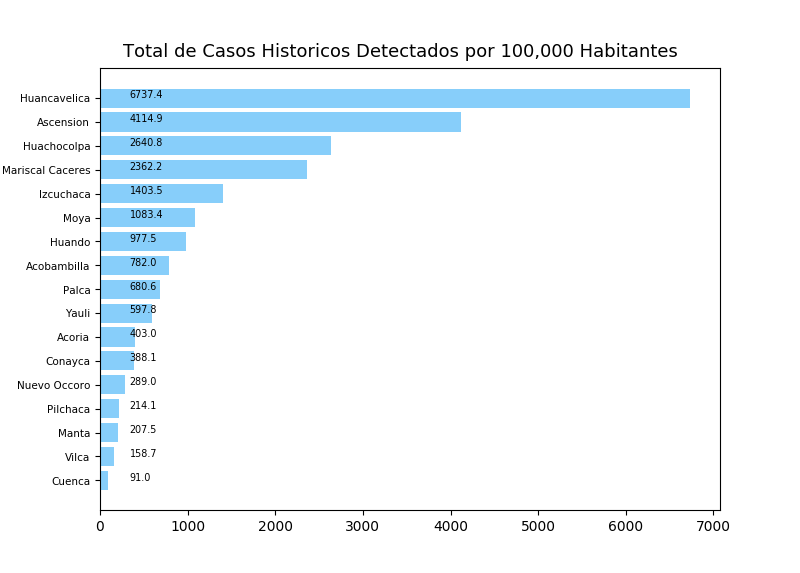 Total de Casos Historicos Detectados por 100,000 Habitantes
Huancavelica 6737.4
Ascension 4114.9
Huachocolpa 2640.8
Mariscal Caceres 2362.2
Izcuchaca 1403.5
Moya 1083.4
Huando 977.5
Acobambilla 782.0
Palca 680.6
Yauli 597.8
Acoria 403.0
Conayca 388.1
Nuevo Occoro 289.0
Pilchaca 214.1
Manta 207.5
Vilca 158.7
Cuenca 91.0
0 1000 2000 3000 4000 5000 6000 7000